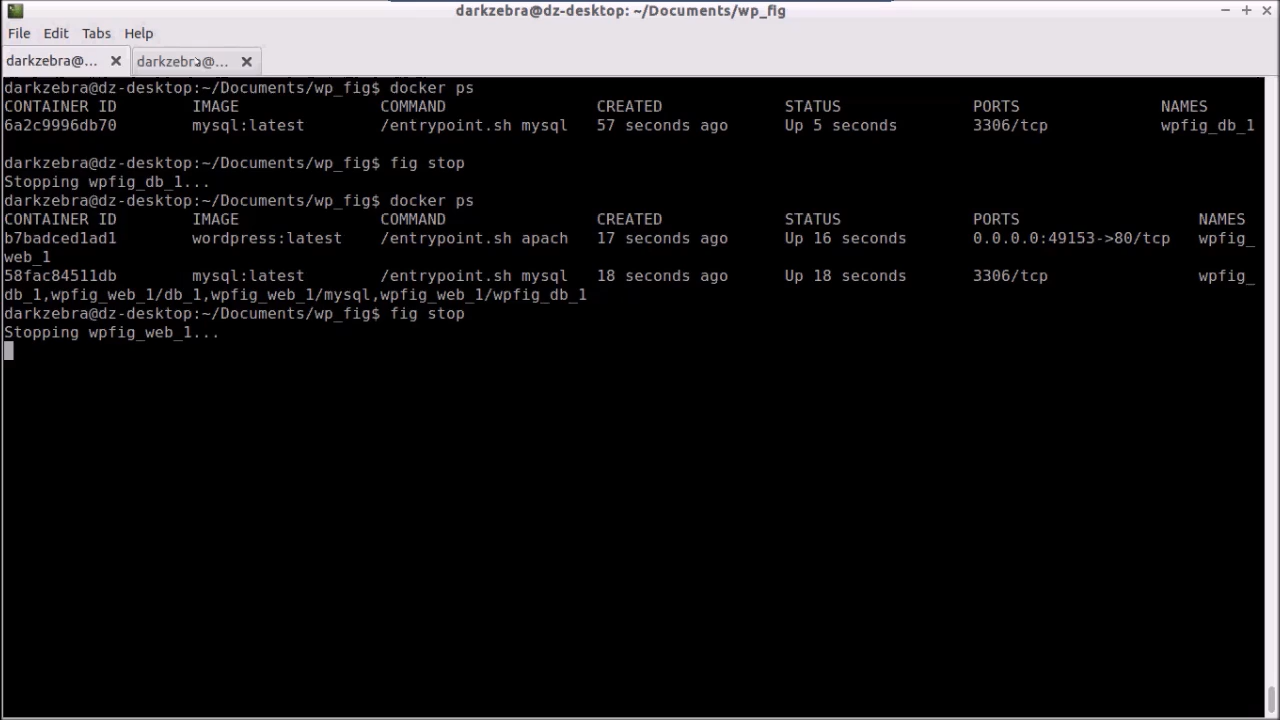 darkzebra@dz-desktop: ~/Documents/wp_fig
File Edit Tabs Help
darkzebra@... darkzebra@...
darkzebra@dz-desktop:~/Documents/wp_fig$ docker ps
CONTAINER ID IMAGE COMMAND CREATED STATUS PORTS NAMES
6a2c9996db70 mysql:latest /entrypoint.sh mysql 57 seconds ago Up 5 seconds 3306/tcp wpfig_db_1
darkzebra@dz-desktop:~/Documents/wp_fig$ fig stop
Stopping wpfig_db_1...
darkzebra@dz-desktop:~/Documents/wp_fig$ docker ps
CONTAINER ID IMAGE COMMAND CREATED STATUS PORTS NAMES
b7badced1ad1 wordpress:latest /entrypoint.sh apach 17 seconds ago Up 16 seconds 0.0.0.0:49153->80/tcp wpfig_
web_1
58fac84511db mysql:latest /entrypoint.sh mysql 18 seconds ago Up 18 seconds 3306/tcp wpfig_
db_1,wpfig_web_1/db_1,wpfig_web_1/mysql,wpfig_web_1/wpfig_db_1
darkzebra@dz-desktop:~/Documents/wp_fig$ fig stop
Stopping wpfig_web_1...